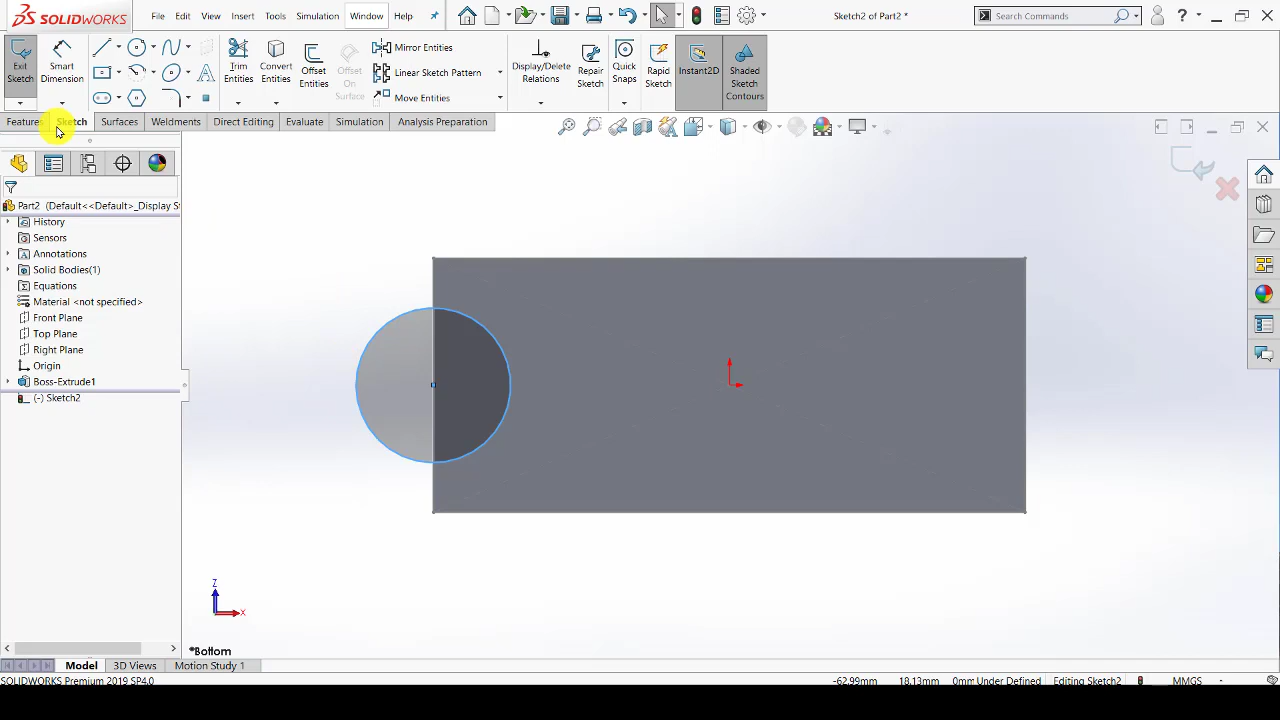 SOLIDWORKS
File Edit View Insert Tools Simulation Window Help
Sketch2 of Part2 *
Search Commands
Exit Sketch
Smart Dimension
Trim Entities
Convert Entities
Offset Entities
Offset On Surface
Mirror Entities
Linear Sketch Pattern
Move Entities
Display/Delete Relations
Repair Sketch
Quick Snaps
Rapid Sketch
Instant2D
Shaded Sketch Contours
Features Sketch Surfaces Weldments Direct Editing Evaluate Simulation Analysis Preparation
Part2 (Default<<Default>_Display S
History
Sensors
Annotations
Solid Bodies(1)
Equations
Material <not specified>
Front Plane
Top Plane
Right Plane
Origin
Boss-Extrude1
(-) Sketch2
Z
X
*Bottom
Model 3D Views Motion Study 1
SOLIDWORKS Premium 2019 SP4.0
-62.99mm 18.13mm 0mm Under Defined Editing Sketch2 MMGS -